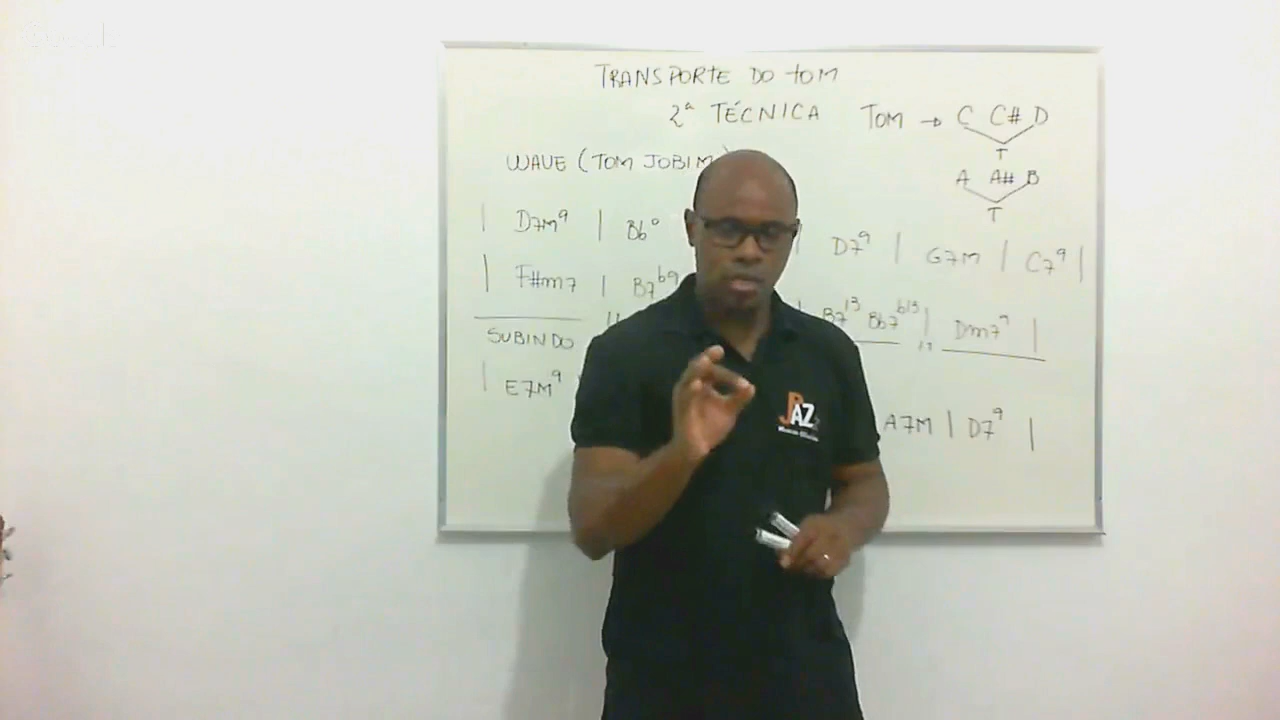 TRANSPORTE DO TOM
2ª TÉCNICA
TOM → C C# D
T
WAVE (TOM JOBIM
A A# B
T
| D7M⁹ | Bb° | D7⁹ | G7M | C7⁹ |
| F#m7 | B7ᵇ⁹ | B7¹³ Bb7ᵇ¹³ | Dm7⁹ |
SUBINDO
| E7M⁹ A7M | D7⁹ |
JPAZ